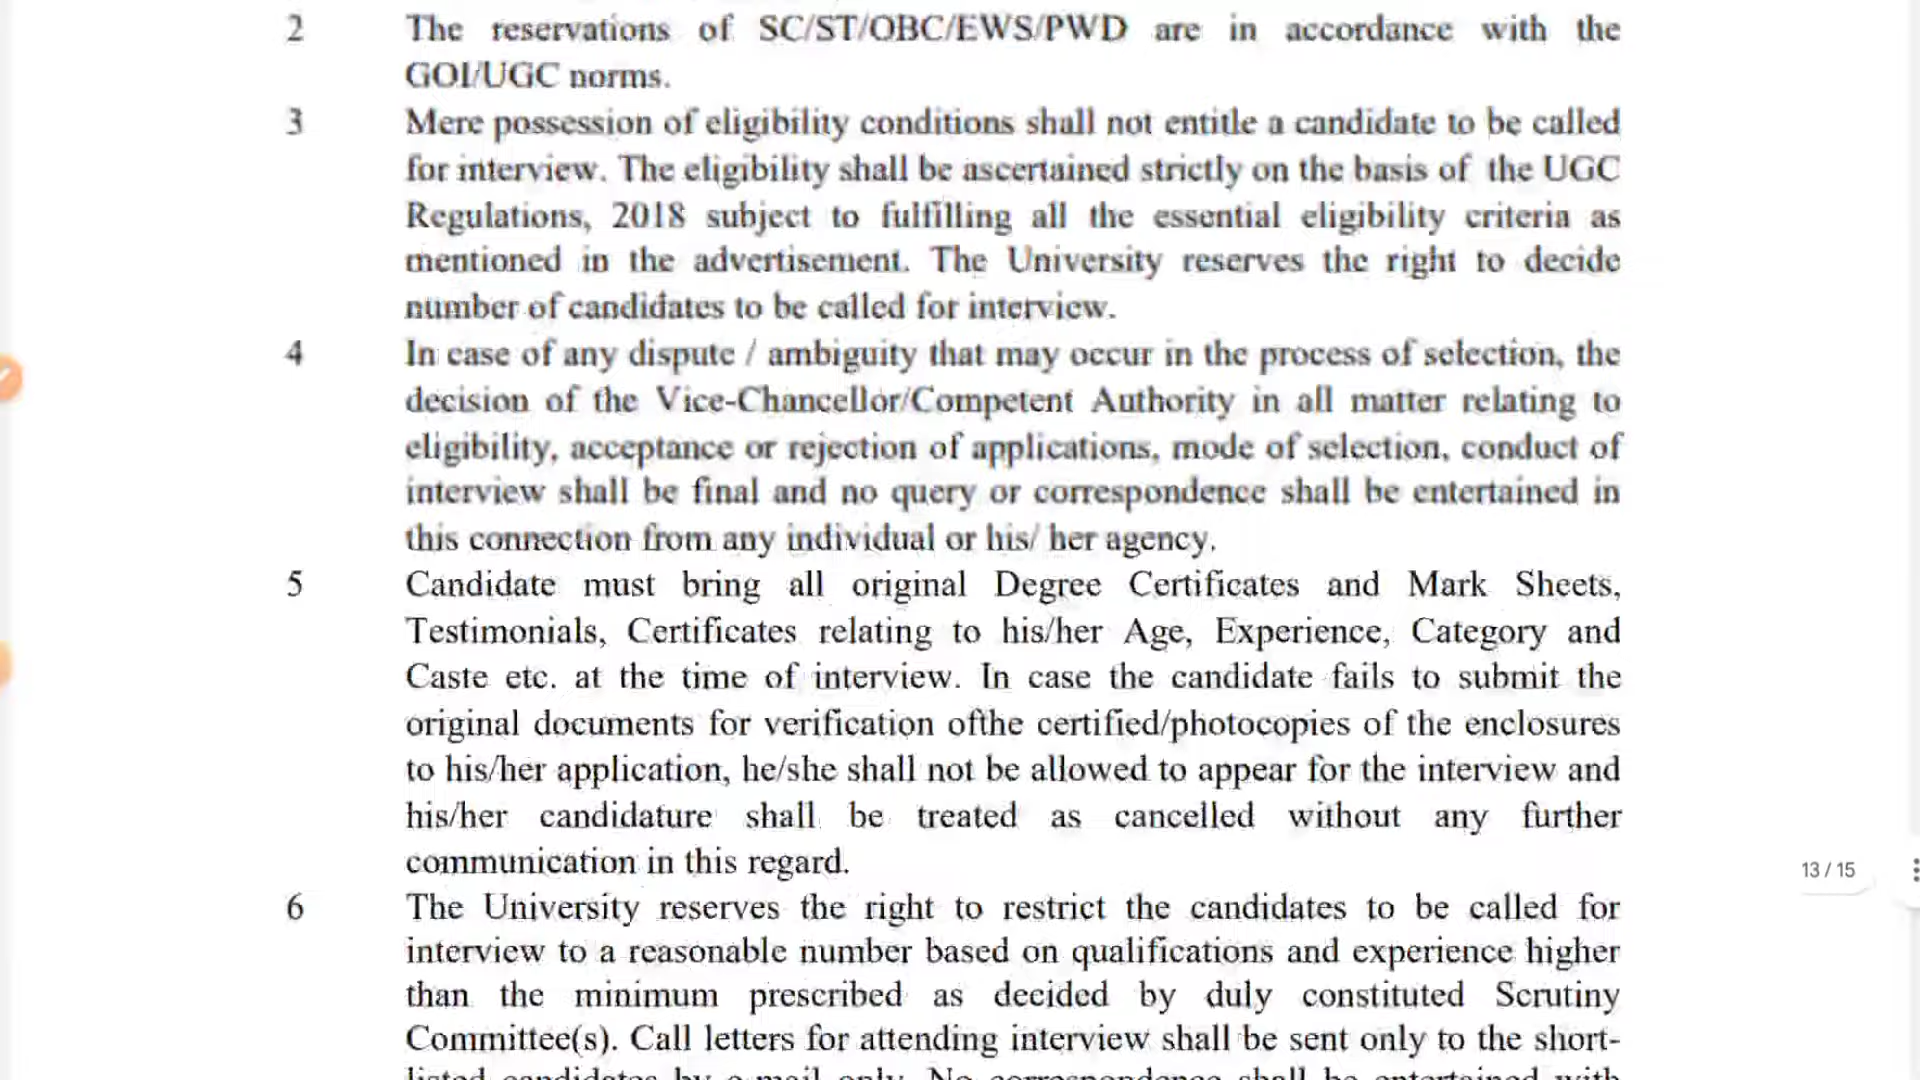 2 The reservations of SC/ST/OBC/EWS/PWD are in accordance with the
GOI/UGC norms.
3 Mere possession of eligibility conditions shall not entitle a candidate to be called
for interview. The eligibility shall be ascertained strictly on the basis of the UGC
Regulations, 2018 subject to fulfilling all the essential eligibility criteria as
mentioned in the advertisement. The University reserves the right to decide
number of candidates to be called for interview.
4 In case of any dispute / ambiguity that may occur in the process of selection, the
decision of the Vice-Chancellor/Competent Authority in all matter relating to
eligibility, acceptance or rejection of applications, mode of selection, conduct of
interview shall be final and no query or correspondence shall be entertained in
this connection from any individual or his/ her agency.
5 Candidate must bring all original Degree Certificates and Mark Sheets,
Testimonials, Certificates relating to his/her Age, Experience, Category and
Caste etc. at the time of interview. In case the candidate fails to submit the
original documents for verification ofthe certified/photocopies of the enclosures
to his/her application, he/she shall not be allowed to appear for the interview and
his/her candidature shall be treated as cancelled without any further
communication in this regard.
13 / 15
6 The University reserves the right to restrict the candidates to be called for
interview to a reasonable number based on qualifications and experience higher
than the minimum prescribed as decided by duly constituted Scrutiny
Committee(s). Call letters for attending interview shall be sent only to the short-
listed candidates by e-mail only. No correspondence shall be entertained with